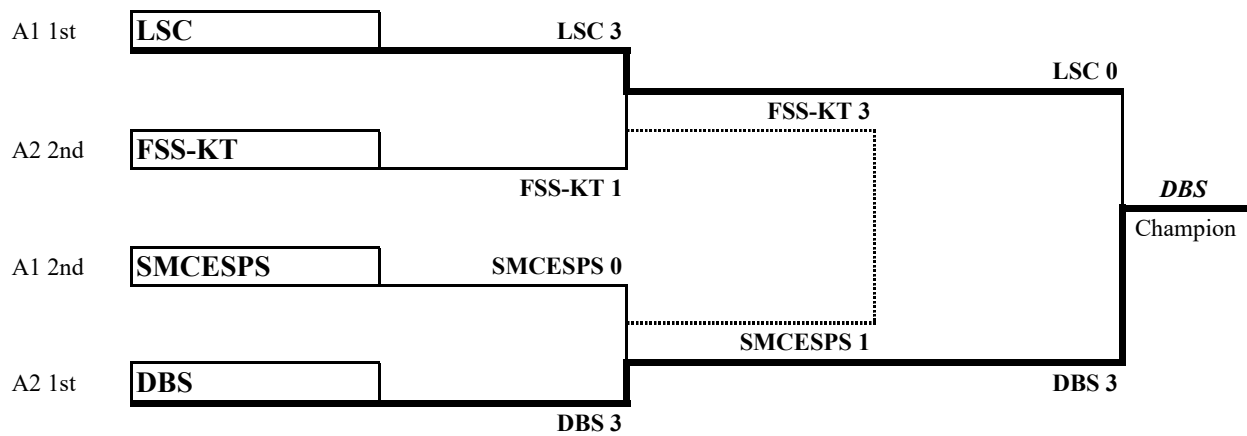 A1 1st LSC LSC 3
LSC 0
FSS-KT 3
A2 2nd FSS-KT
FSS-KT 1
DBS
Champion
A1 2nd SMCESPS SMCESPS 0
SMCESPS 1
A2 1st DBS DBS 3
DBS 3